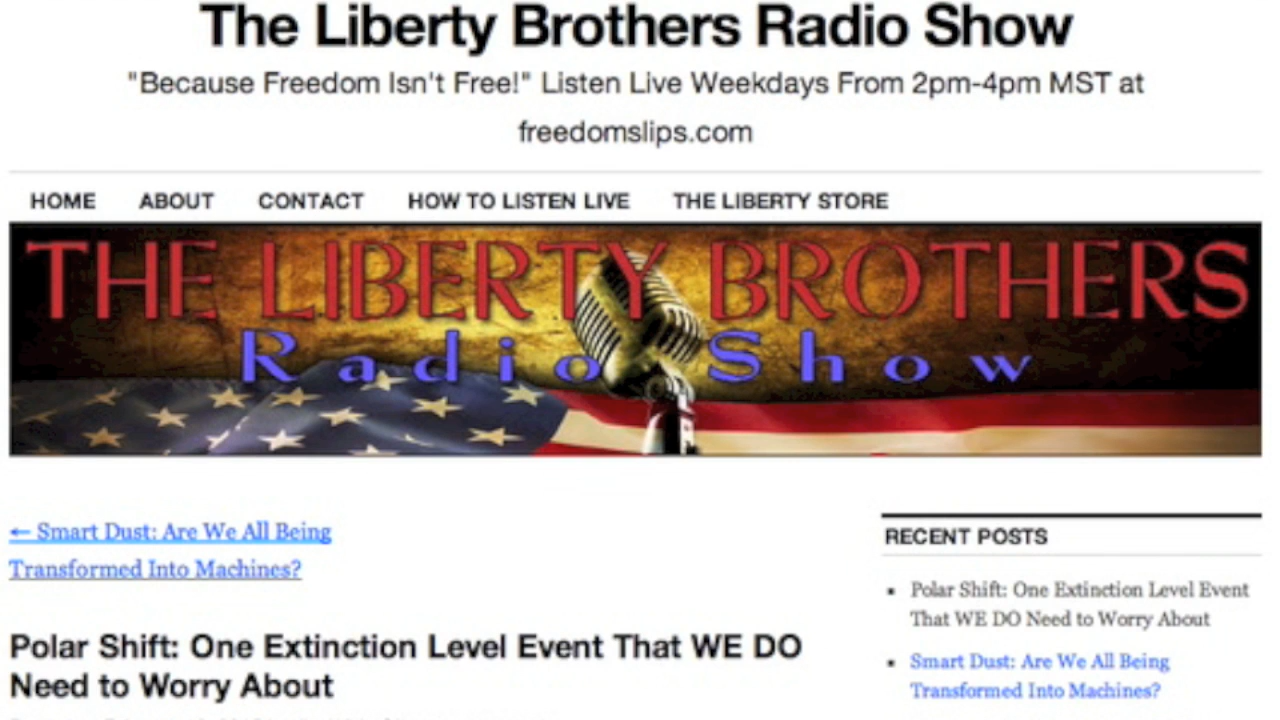 The Liberty Brothers Radio Show
"Because Freedom Isn't Free!" Listen Live Weekdays From 2pm-4pm MST at
freedomslips.com
HOME ABOUT CONTACT HOW TO LISTEN LIVE THE LIBERTY STORE
THE LIBERTY BROTHERS
Radio Show
← Smart Dust: Are We All Being
Transformed Into Machines?
Polar Shift: One Extinction Level Event That WE DO
Need to Worry About
RECENT POSTS
▪ Polar Shift: One Extinction Level Event
That WE DO Need to Worry About
▪ Smart Dust: Are We All Being
Transformed Into Machines?